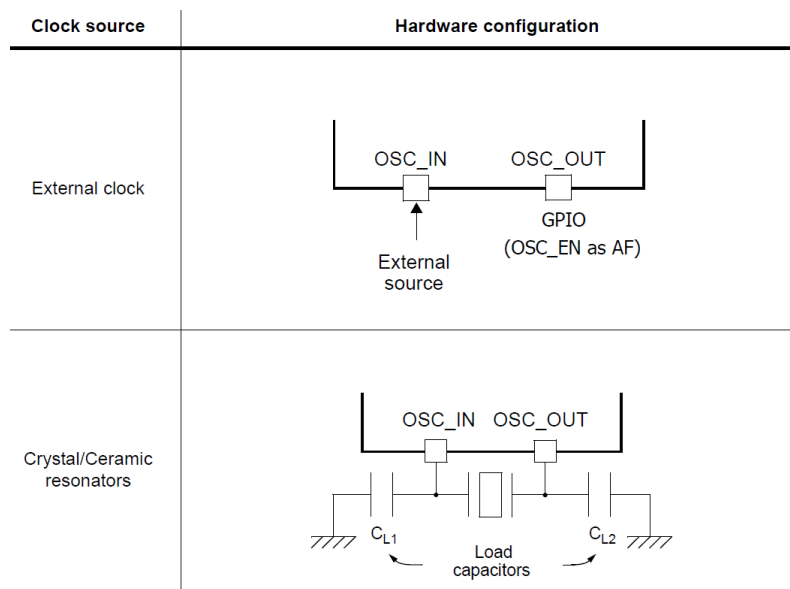 Clock source
Hardware configuration
External clock
OSC_IN
OSC_OUT
GPIO
(OSC_EN as AF)
External
source
Crystal/Ceramic
resonators
OSC_IN
OSC_OUT
CL1
CL2
Load
capacitors